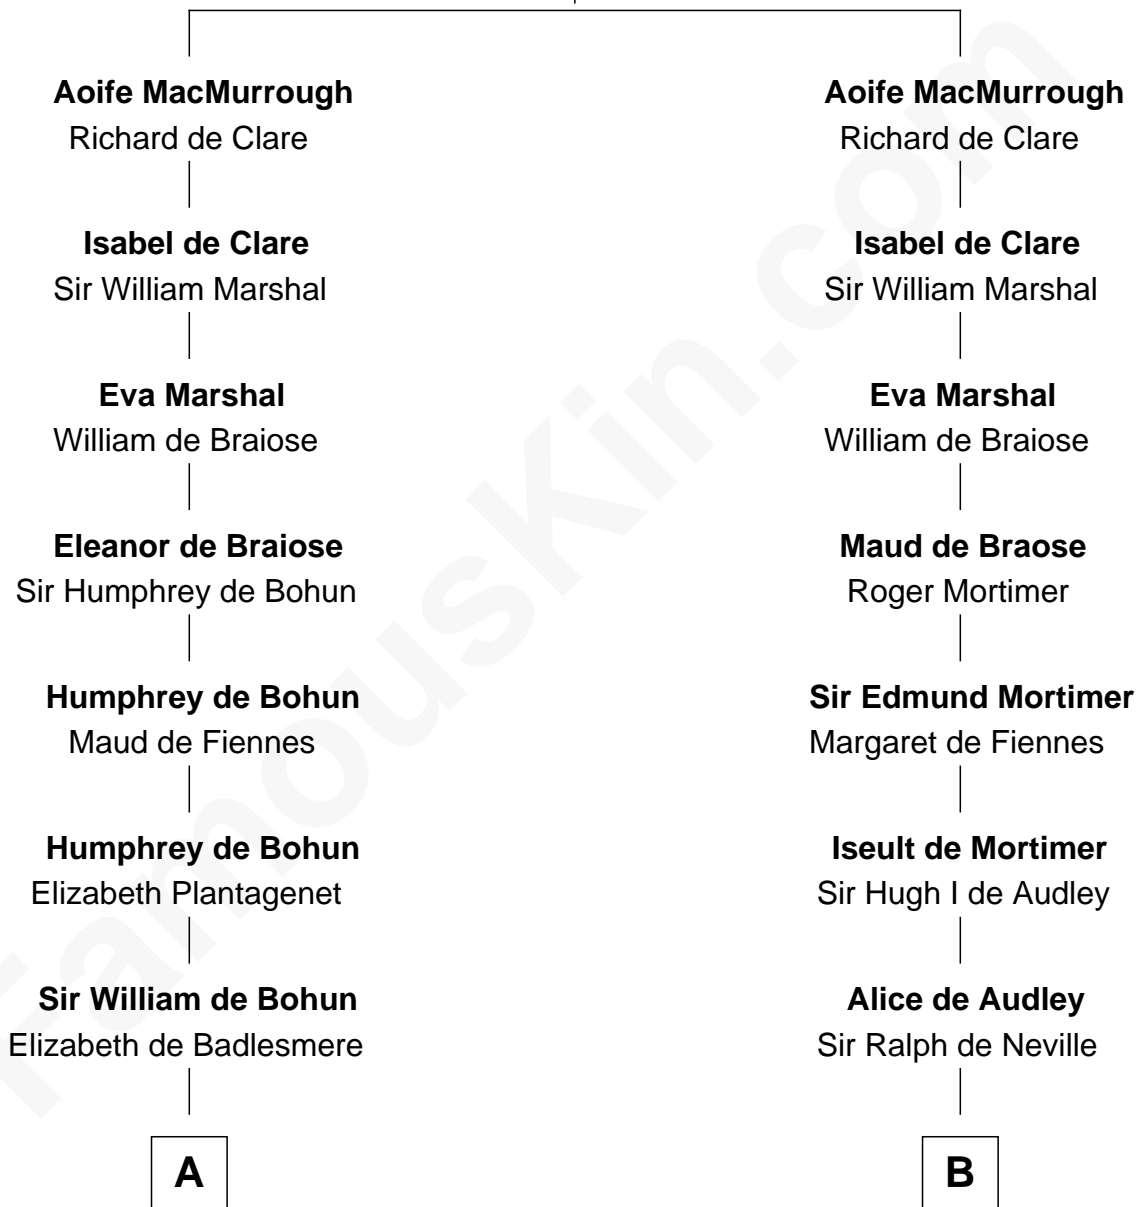 Aoife MacMurrough
Richard de Clare
Isabel de Clare
Sir William Marshal
Eva Marshal
William de Braiose
Eleanor de Braiose
Sir Humphrey de Bohun
Humphrey de Bohun
Maud de Fiennes
Humphrey de Bohun
Elizabeth Plantagenet
Sir William de Bohun
Elizabeth de Badlesmere
A
Aoife MacMurrough
Richard de Clare
Isabel de Clare
Sir William Marshal
Eva Marshal
William de Braiose
Maud de Braose
Roger Mortimer
Sir Edmund Mortimer
Margaret de Fiennes
Iseult de Mortimer
Sir Hugh I de Audley
Alice de Audley
Sir Ralph de Neville
B
FamousKin.com